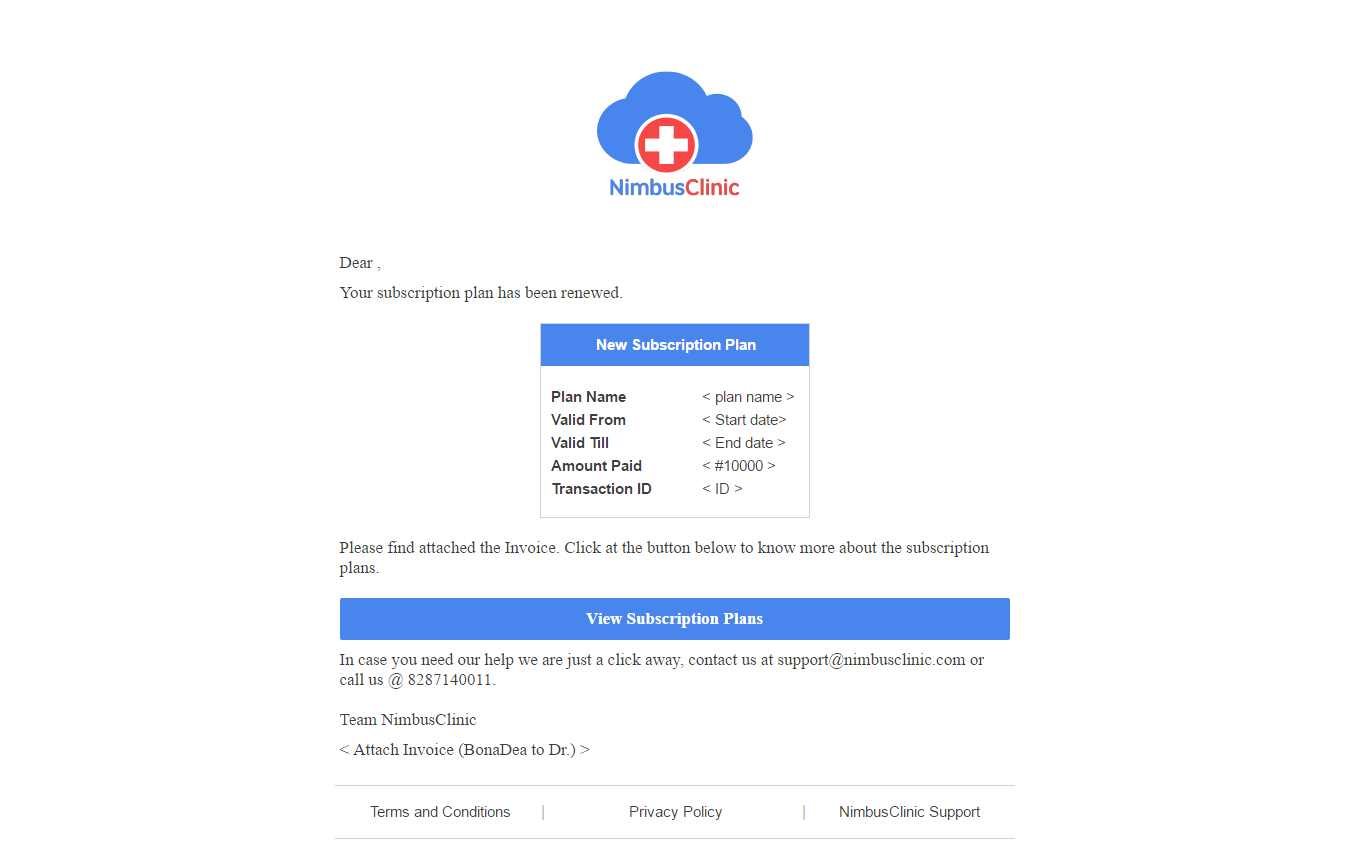 NimbusClinic
Dear ,
Your subscription plan has been renewed.
New Subscription Plan
Plan Name < plan name >
Valid From < Start date>
Valid Till < End date >
Amount Paid < #10000 >
Transaction ID < ID >
Please find attached the Invoice. Click at the button below to know more about the subscription
plans.
View Subscription Plans
In case you need our help we are just a click away, contact us at support@nimbusclinic.com or
call us @ 8287140011.
Team NimbusClinic
< Attach Invoice (BonaDea to Dr.) >
Terms and Conditions | Privacy Policy | NimbusClinic Support